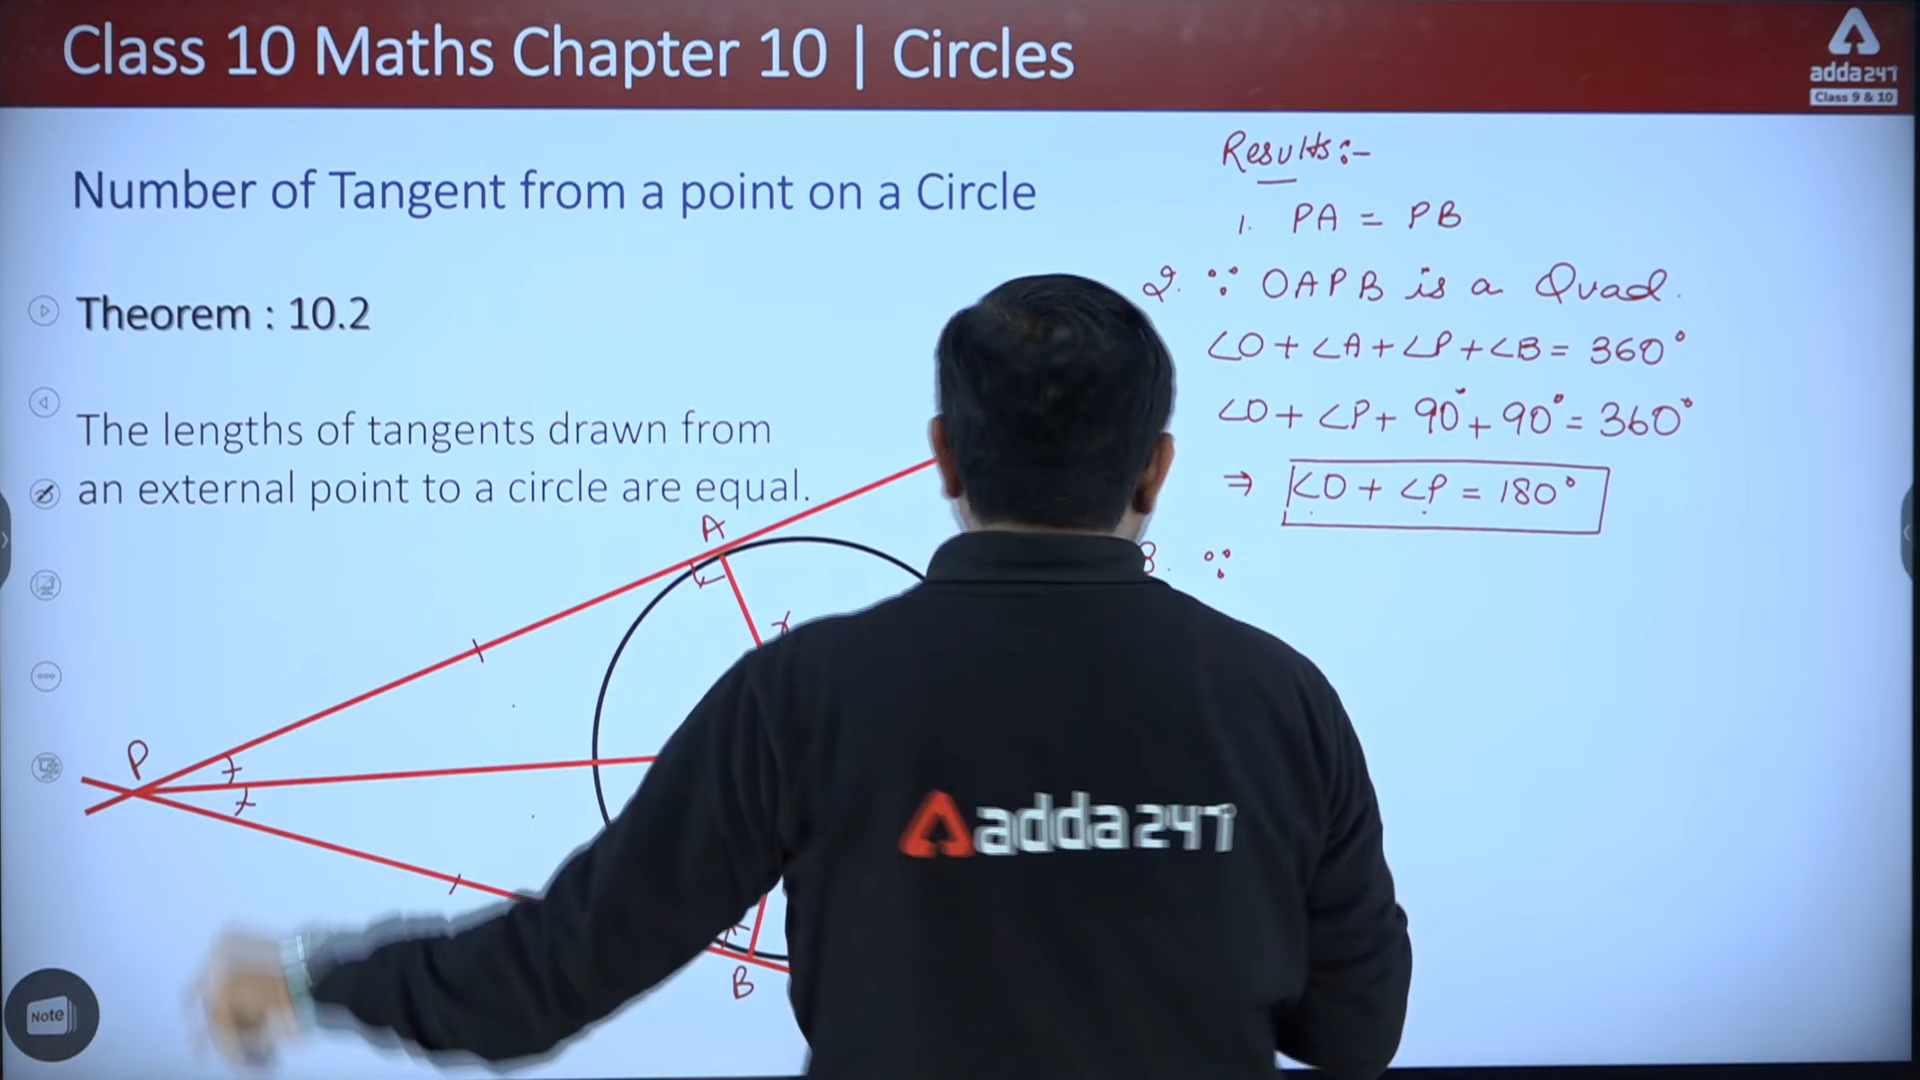 Class 10 Maths Chapter 10 | Circles
adda247
Class 9 & 10
Number of Tangent from a point on a Circle
Theorem : 10.2
The lengths of tangents drawn from
an external point to a circle are equal.
Results:-
1. PA = PB
2. ∵ OAPB is a Quad.
∠O + ∠A + ∠P + ∠B = 360°
∠O + ∠P + 90° + 90° = 360°
⇒ ∠O + ∠P = 180°
3. ∵
A
P
B
adda247
Note